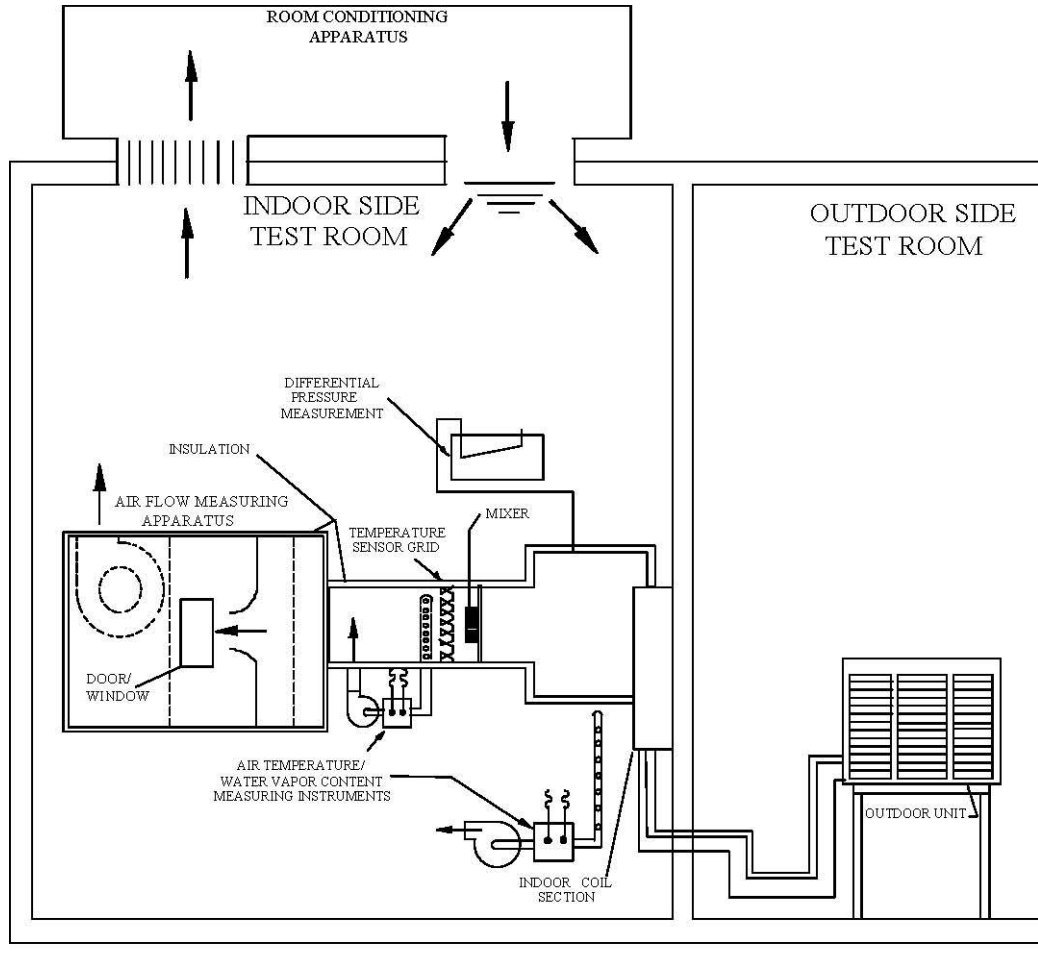 ROOM CONDITIONING
APPARATUS
INDOOR SIDE
TEST ROOM
OUTDOOR SIDE
TEST ROOM
DIFFERENTIAL
PRESSURE
MEASUREMENT
INSULATION
AIR FLOW MEASURING
APPARATUS
TEMPERATURE
SENSOR GRID
MIXER
DOOR/
WINDOW
AIR TEMPERATURE/
WATER VAPOR CONTENT
MEASURING INSTRUMENTS
OUTDOOR UNIT
INDOOR COIL
SECTION